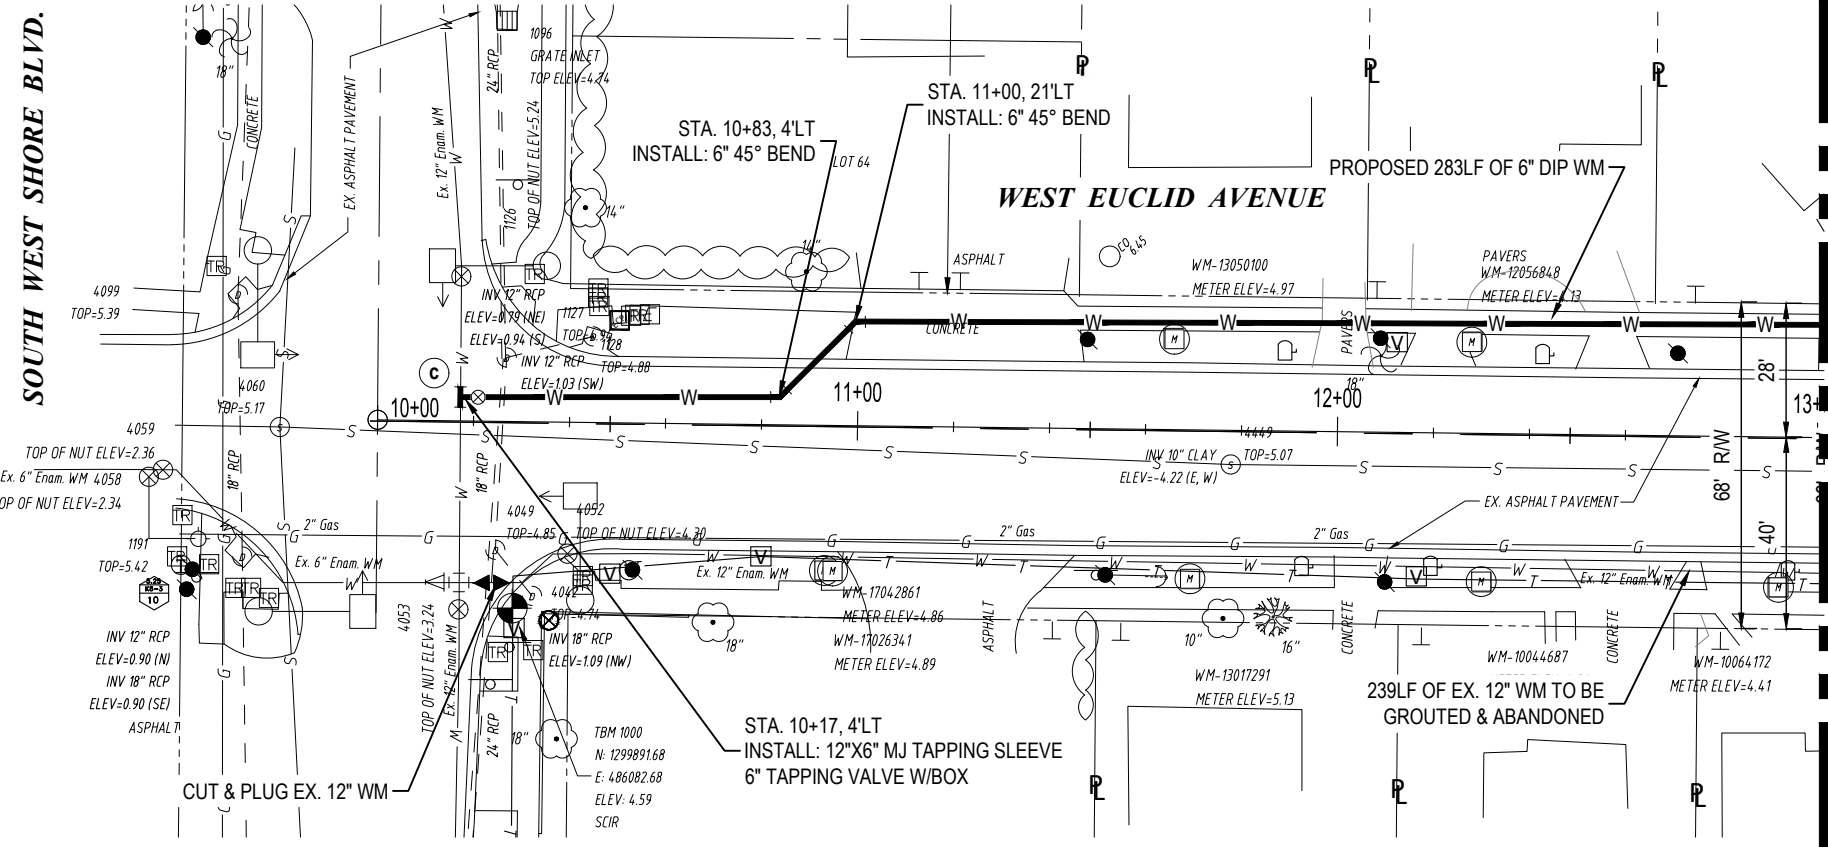 SOUTH WEST SHORE BLVD.
WEST EUCLID AVENUE
18"
CONCRETE
EX. ASPHALT PAVEMENT
24" RCP
Ex. 12" Enam. WM
1096
GRATE INLET
TOP ELEV=4.74
1126
TOP OF NUT ELEV=5.24
14"
STA. 10+83, 4'LT
INSTALL: 6" 45° BEND
STA. 11+00, 21'LT
INSTALL: 6" 45° BEND
LOT 64
PROPOSED 283LF OF 6" DIP WM
14"
ASPHALT
CO
6.45
WM-13050100
METER ELEV=4.97
PAVERS
WM-12056848
METER ELEV=4.13
4099
TOP=5.39
INV 12" RCP
ELEV=0.79 (NE)
ELEV=0.94 (S)
1127
1128
TOP=4.88
INV 12" RCP
ELEV=1.03 (SW)
CONCRETE
PAVERS
18"
C
4060
TOP=5.17
10+00
11+00
12+00
13+
28'
68' R/W
40'
4059
TOP OF NUT ELEV=2.36
Ex. 6" Enam. WM 4058
OP OF NUT ELEV=2.34
18" RCP
18" RCP
4449
INV 10" CLAY
TOP=5.07
ELEV=-4.22 (E, W)
EX. ASPHALT PAVEMENT
1191
TOP=5.42
2" Gas
Ex. 6" Enam. WM
4049
TOP=4.85
4052
TOP OF NUT ELEV=4.30
2" Gas
2" Gas
Ex. 12" Enam. WM
Ex. 12" Enam. WM
10
4053
TOP OF NUT ELEV=3.24
Ex. 12" Enam. WM
4042
TOP=4.74
INV 18" RCP
ELEV=1.09 (NW)
WM-17042861
METER ELEV=4.86
WM-17026341
METER ELEV=4.89
18"
ASPHALT
10"
16"
CONCRETE
CONCRETE
WM-13017291
METER ELEV=5.13
WM-10044687
WM-10064172
METER ELEV=4.41
INV 12" RCP
ELEV=0.90 (N)
INV 18" RCP
ELEV=0.90 (SE)
ASPHALT
239LF OF EX. 12" WM TO BE
GROUTED & ABANDONED
STA. 10+17, 4'LT
INSTALL: 12"X6" MJ TAPPING SLEEVE
6" TAPPING VALVE W/BOX
24" RCP
18"
TBM 1000
N: 1299891.68
E: 486082.68
ELEV: 4.59
SCIR
CUT & PLUG EX. 12" WM